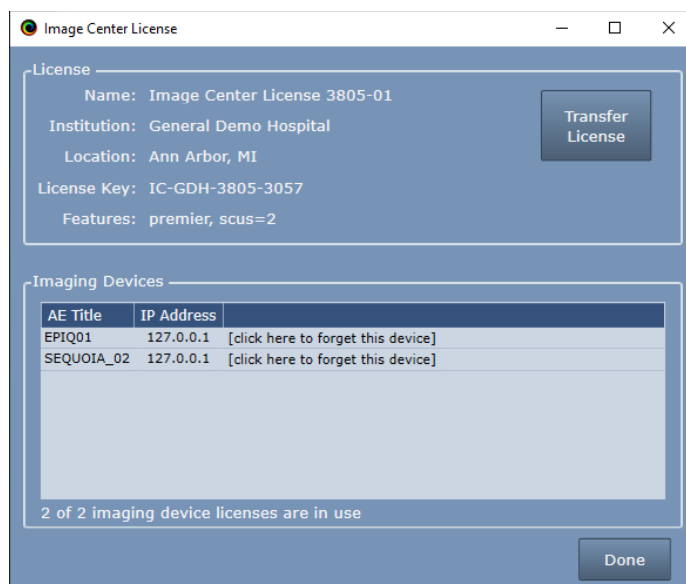 Image Center License
License
Name: Image Center License 3805-01
Institution: General Demo Hospital
Location: Ann Arbor, MI
License Key: IC-GDH-3805-3057
Features: premier, scus=2
Transfer
License
Imaging Devices
AE Title IP Address
EPIQ01 127.0.0.1 [click here to forget this device]
SEQUOIA_02 127.0.0.1 [click here to forget this device]
2 of 2 imaging device licenses are in use
Done